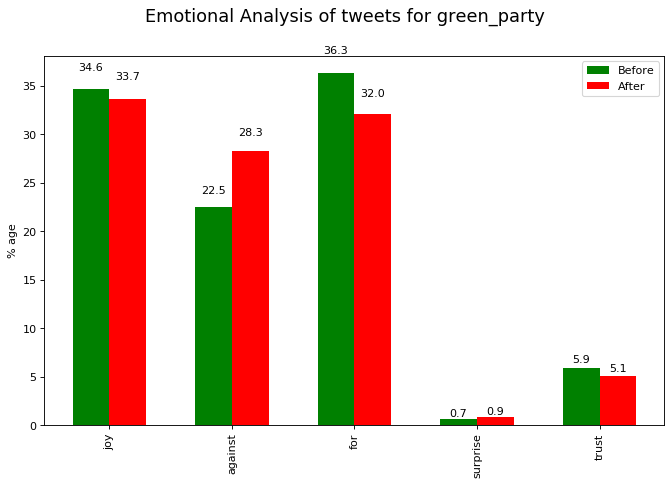 Emotional Analysis of tweets for green_party
36.3
34.6
33.7
32.0
28.3
22.5
0.7
0.9
5.9
5.1
Before
After
% age
35
30
25
20
15
10
5
0
joy
against
for
surprise
trust